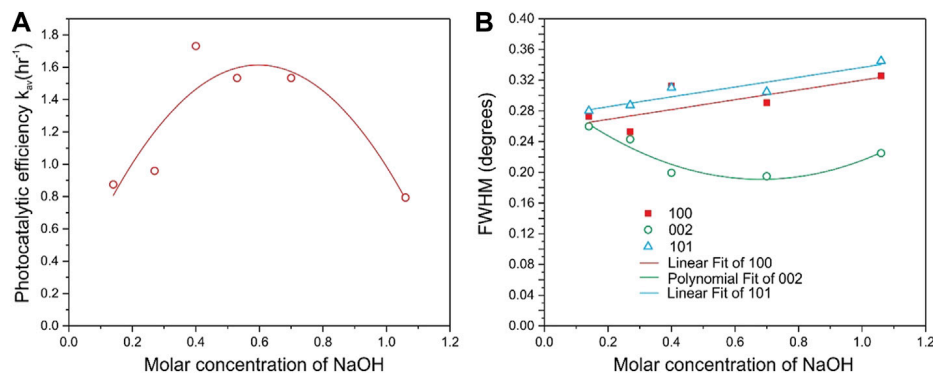 A
Photocatalytic efficiency k_av(hr⁻¹)
1.8
1.6
1.4
1.2
1.0
0.8
0.6
0.4
0.2
0.0
0.0 0.2 0.4 0.6 0.8 1.0 1.2
Molar concentration of NaOH
B
FWHM (degrees)
0.40
0.36
0.32
0.28
0.24
0.20
0.16
0.12
0.08
0.04
0.00
100
002
101
Linear Fit of 100
Polynomial Fit of 002
Linear Fit of 101
0.0 0.2 0.4 0.6 0.8 1.0 1.2
Molar concentration of NaOH